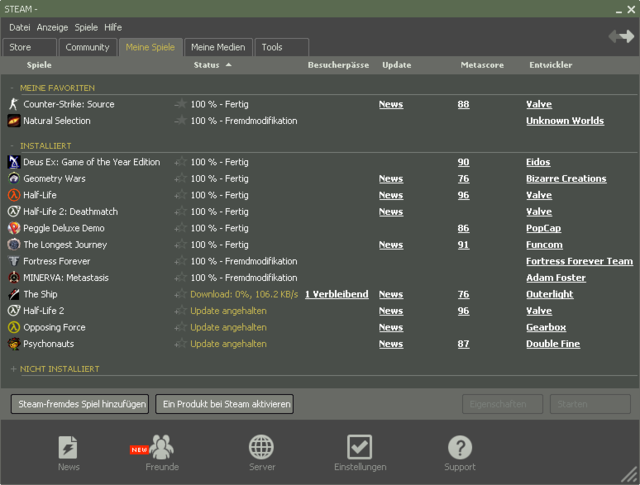 STEAM -
Datei Anzeige Spiele Hilfe
Store Community Meine Spiele Meine Medien Tools
Spiele Status Besucherpässe Update Metascore Entwickler
- MEINE FAVORITEN
Counter-Strike: Source 100 % - Fertig News 88 Valve
Natural Selection 100 % - Fremdmodifikation Unknown Worlds
- INSTALLIERT
Deus Ex: Game of the Year Edition 100 % - Fertig 90 Eidos
Geometry Wars 100 % - Fertig News 76 Bizarre Creations
Half-Life 100 % - Fertig News 96 Valve
Half-Life 2: Deathmatch 100 % - Fertig News Valve
Peggle Deluxe Demo 100 % - Fertig 86 PopCap
The Longest Journey 100 % - Fertig News 91 Funcom
Fortress Forever 100 % - Fremdmodifikation Fortress Forever Team
MINERVA: Metastasis 100 % - Fremdmodifikation Adam Foster
The Ship Download: 0%, 106.2 KB/s 1 Verbleibend News 76 Outerlight
Half-Life 2 Update angehalten News 96 Valve
Opposing Force Update angehalten News Gearbox
Psychonauts Update angehalten News 87 Double Fine
+ NICHT INSTALLIERT
Steam-fremdes Spiel hinzufügen Ein Produkt bei Steam aktivieren Eigenschaften Starten
NEW
News Freunde Server Einstellungen Support